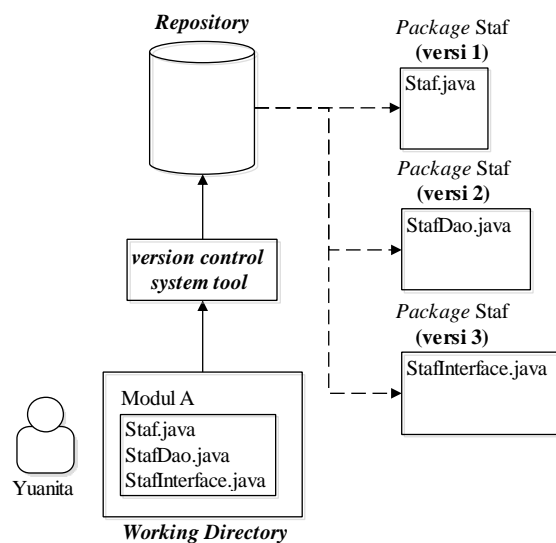 Repository
Package Staf
(versi 1)
Staf.java
Package Staf
(versi 2)
StafDao.java
version control
system tool
Package Staf
(versi 3)
StafInterface.java
Modul A
Staf.java
StafDao.java
StafInterface.java
Yuanita
Working Directory